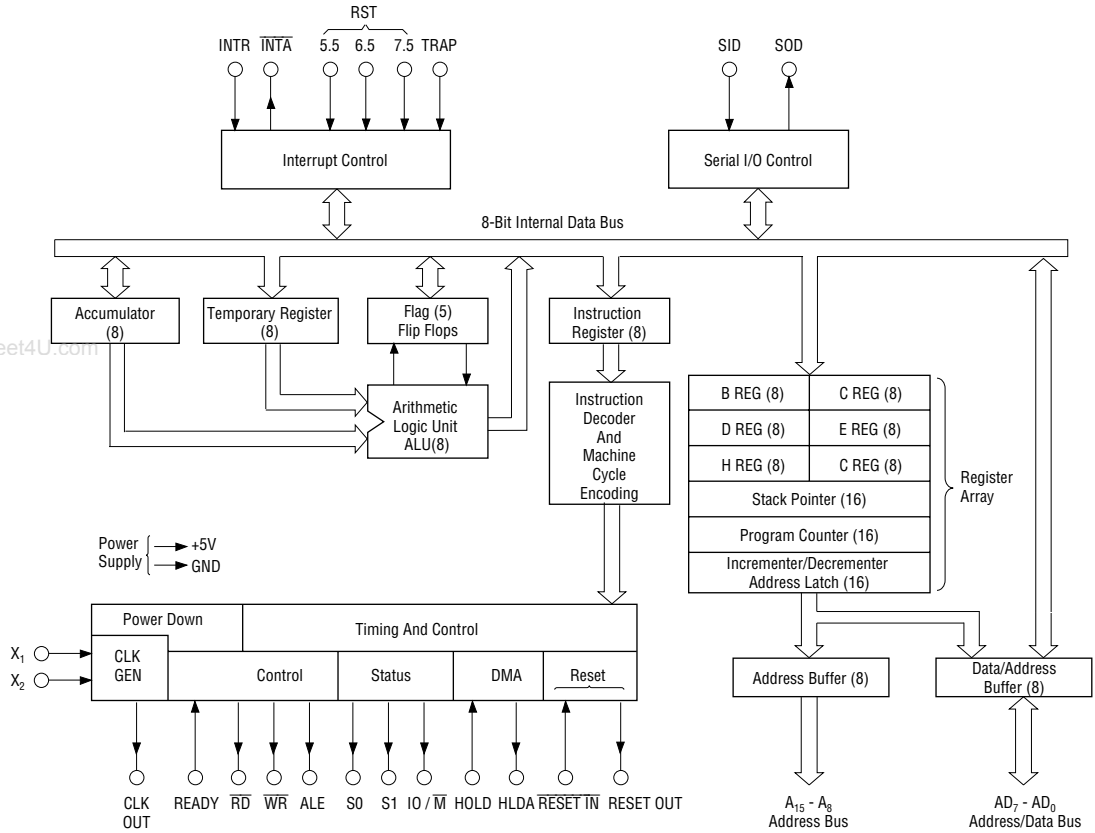 RST
INTR I̅N̅T̅A̅ 5.5 6.5 7.5 TRAP
SID SOD
Interrupt Control
Serial I/O Control
8-Bit Internal Data Bus
Accumulator
(8)
Temporary Register
(8)
Flag (5)
Flip Flops
Instruction
Register (8)
eet4U.com
Arithmetic
Logic Unit
ALU(8)
Instruction
Decoder
And
Machine
Cycle
Encoding
B REG (8) C REG (8)
D REG (8) E REG (8)
H REG (8) C REG (8)
Stack Pointer (16)
Program Counter (16)
Incrementer/Decrementer
Address Latch (16)
Register
Array
Power
Supply
+5V
GND
Power Down
Timing And Control
X₁
X₂
CLK
GEN
Control
Status
DMA
Reset
Address Buffer (8)
Data/Address
Buffer (8)
CLK
OUT
READY R̅D̅ W̅R̅ ALE S0 S1 IO / M̅ HOLD HLDA R̅E̅S̅E̅T̅ I̅N̅ RESET OUT
A₁₅ - A₈
Address Bus
AD₇ - AD₀
Address/Data Bus